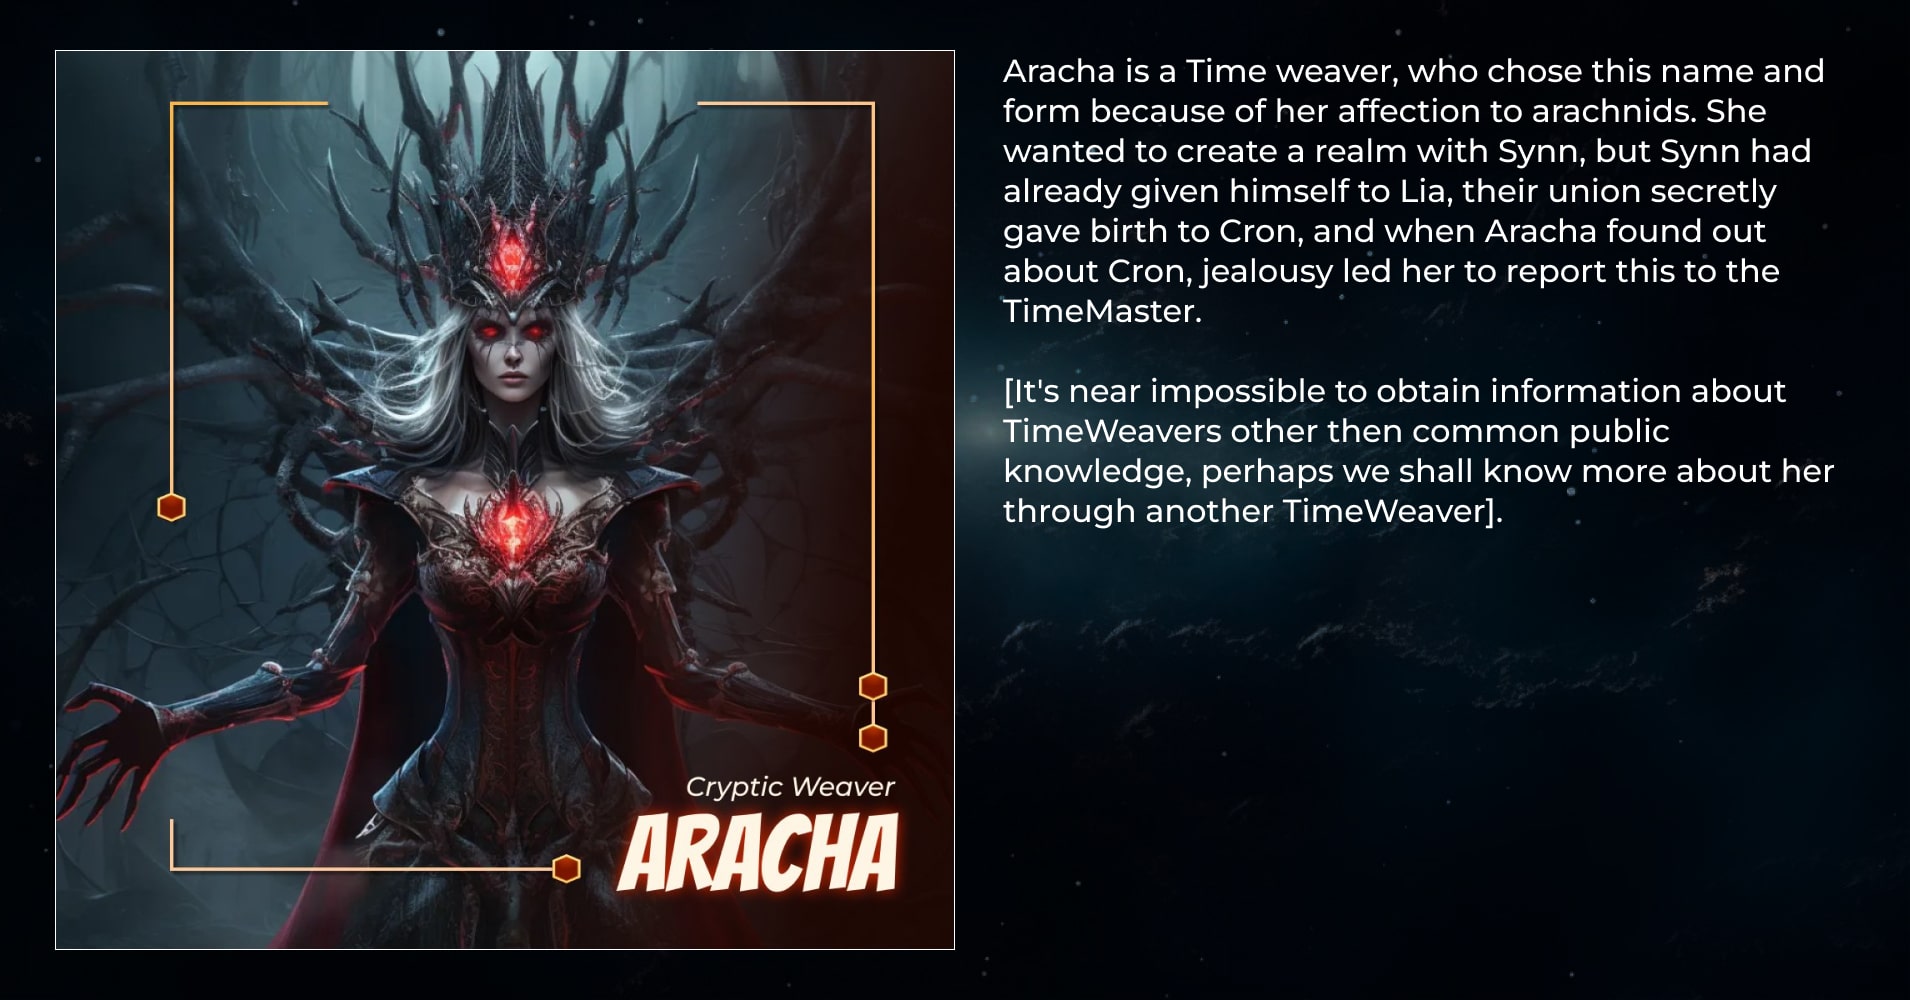 Cryptic Weaver
ARACHA
Aracha is a Time weaver, who chose this name and
form because of her affection to arachnids. She
wanted to create a realm with Synn, but Synn had
already given himself to Lia, their union secretly
gave birth to Cron, and when Aracha found out
about Cron, jealousy led her to report this to the
TimeMaster.
[It's near impossible to obtain information about
TimeWeavers other then common public
knowledge, perhaps we shall know more about her
through another TimeWeaver].